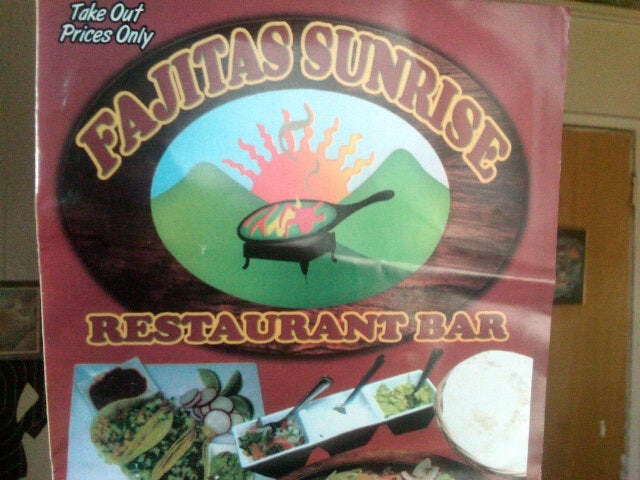 Take Out
Prices Only
FAJITAS SUNRISE
RESTAURANT BAR